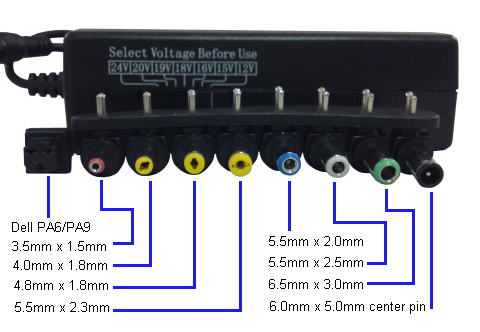 Select Voltage Before Use
24V 20V 19V 18V 16V 15V 12V
Dell PA6/PA9
3.5mm x 1.5mm
4.0mm x 1.8mm
4.8mm x 1.8mm
5.5mm x 2.3mm
5.5mm x 2.0mm
5.5mm x 2.5mm
6.5mm x 3.0mm
6.0mm x 5.0mm center pin